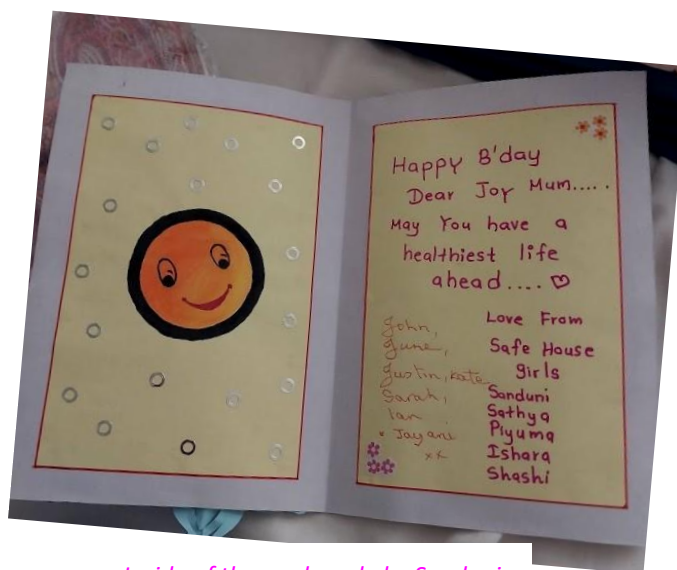 Happy B'day
Dear Joy Mum.....
May You have a
healthiest life
ahead....
Love From
Safe House
girls
Sanduni
Sathya
Piyuma
Ishara
Shashi
John,
June,
Justin, Kate
Sarah,
Ian
Jayani
xx